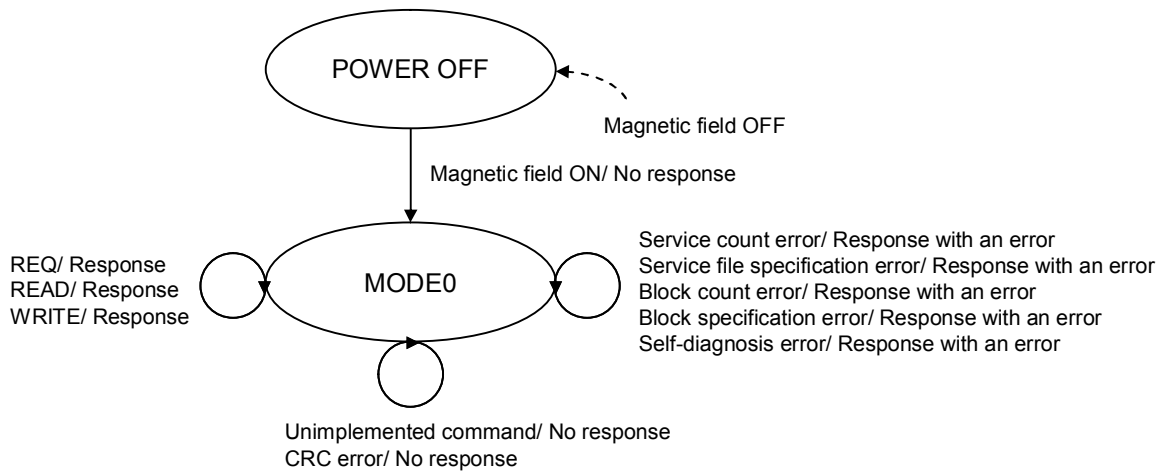 POWER OFF
Magnetic field OFF
Magnetic field ON/ No response
REQ/ Response
READ/ Response
WRITE/ Response
MODE0
Service count error/ Response with an error
Service file specification error/ Response with an error
Block count error/ Response with an error
Block specification error/ Response with an error
Self-diagnosis error/ Response with an error
Unimplemented command/ No response
CRC error/ No response